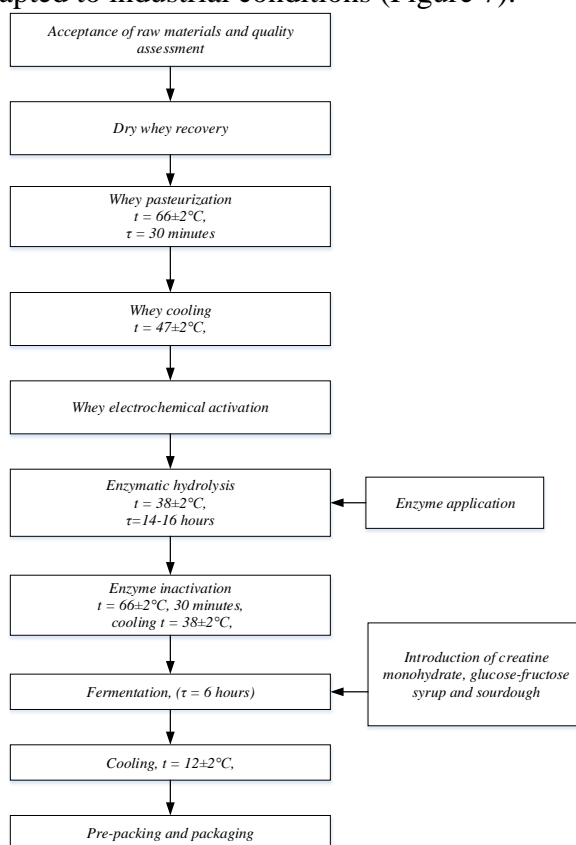 apted to industrial conditions (Figure 7).
Acceptance of raw materials and quality
assessment
Dry whey recovery
Whey pasteurization
t = 66±2°C,
τ = 30 minutes
Whey cooling
t = 47±2°C,
Whey electrochemical activation
Enzymatic hydrolysis
t = 38±2°C,
τ=14-16 hours
Enzyme application
Enzyme inactivation
t = 66±2°C, 30 minutes,
cooling t = 38±2°C,
Introduction of creatine
monohydrate, glucose-fructose
syrup and sourdough
Fermentation, (τ = 6 hours)
Cooling, t = 12±2°C,
Pre-packing and packaging